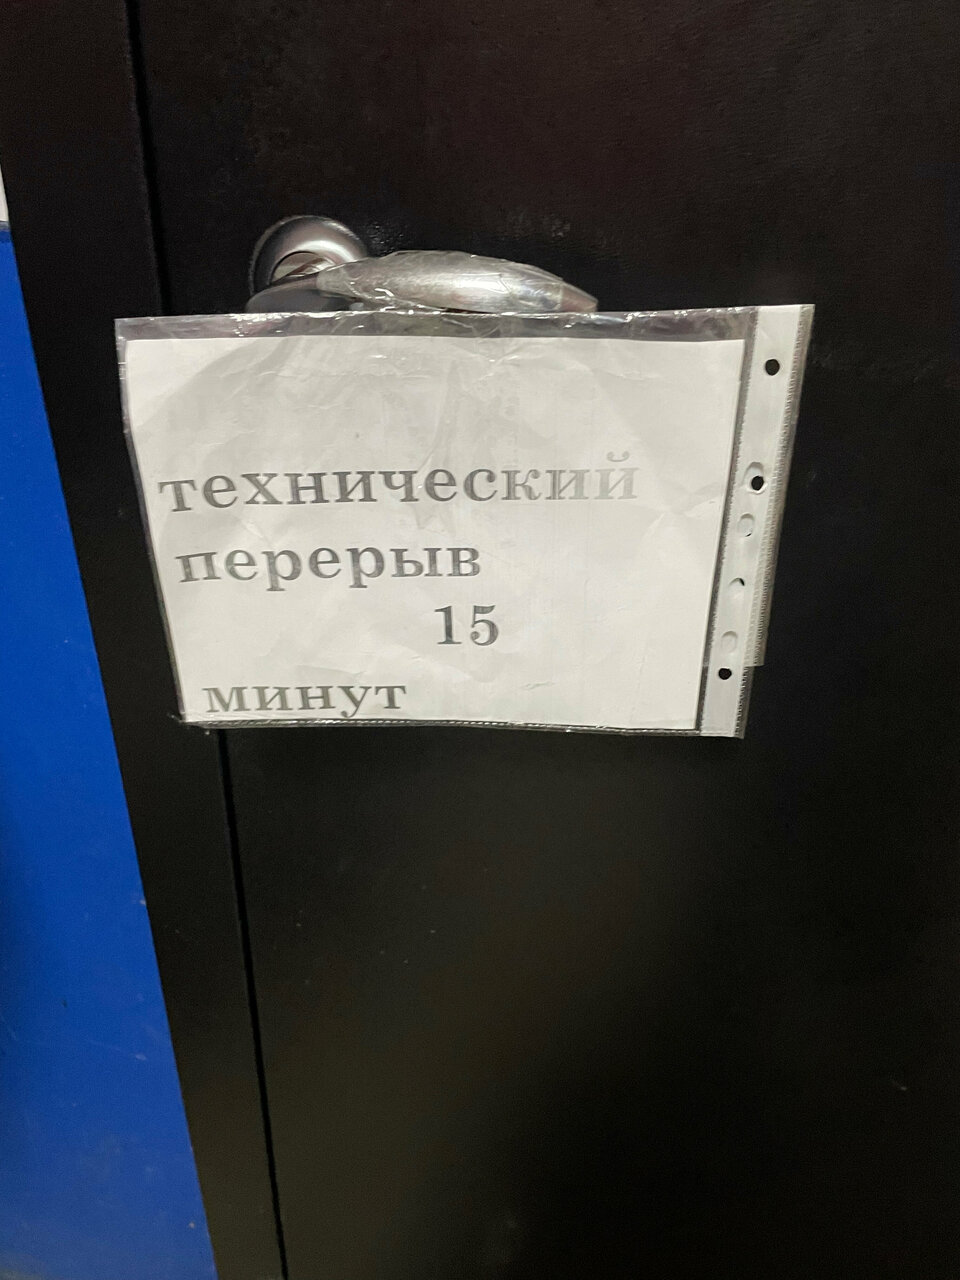 технический
перерыв
15
минут